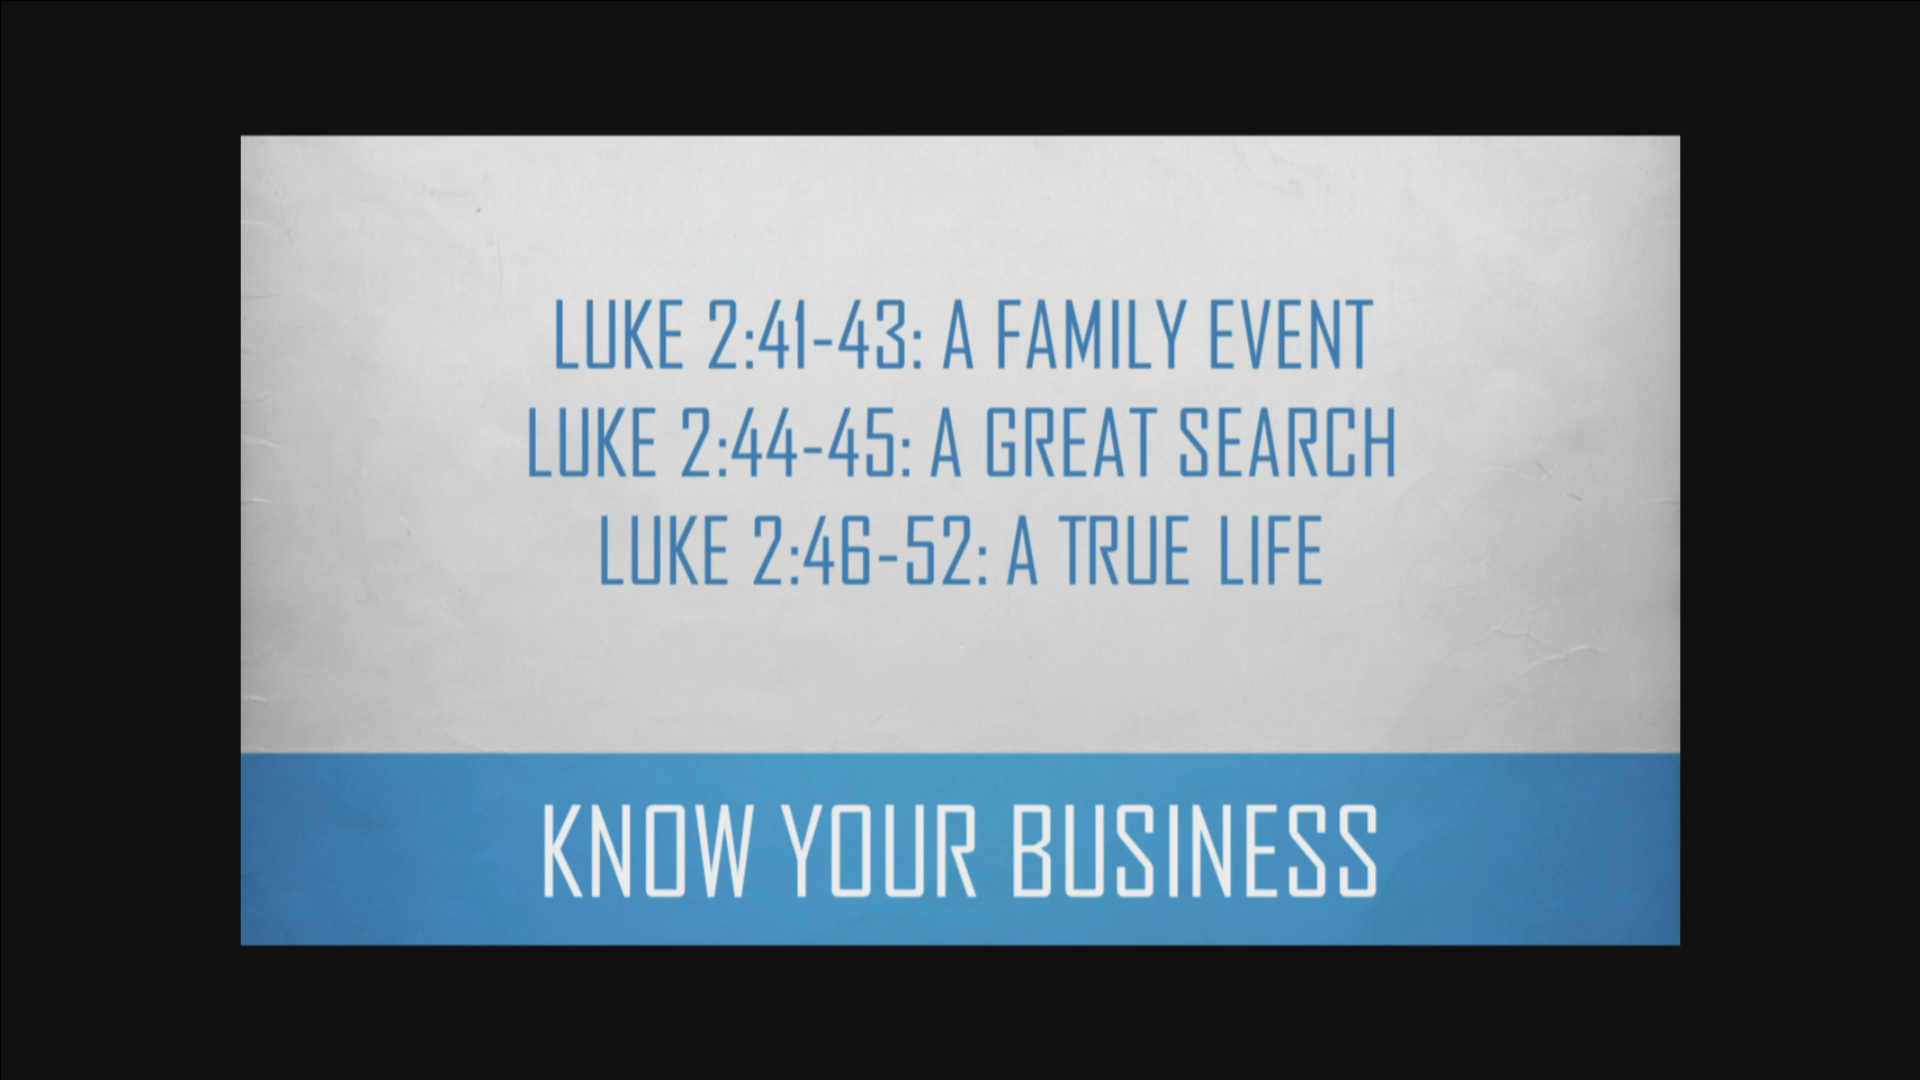 LUKE 2:41-43: A FAMILY EVENT
LUKE 2:44-45: A GREAT SEARCH
LUKE 2:46-52: A TRUE LIFE
KNOW YOUR BUSINESS